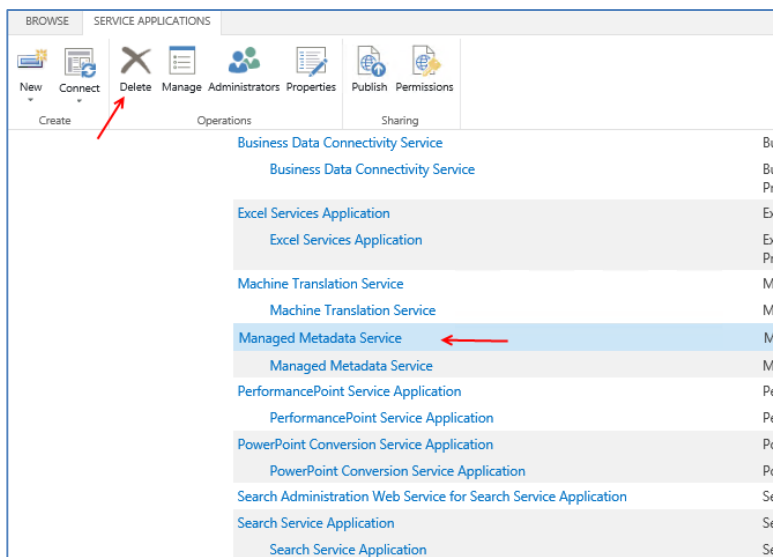 BROWSE SERVICE APPLICATIONS
New Connect Delete Manage Administrators Properties Publish Permissions
Create Operations Sharing
Business Data Connectivity Service
Business Data Connectivity Service
Excel Services Application
Excel Services Application
Machine Translation Service
Machine Translation Service
Managed Metadata Service
Managed Metadata Service
PerformancePoint Service Application
PerformancePoint Service Application
PowerPoint Conversion Service Application
PowerPoint Conversion Service Application
Search Administration Web Service for Search Service Application
Search Service Application
Search Service Application